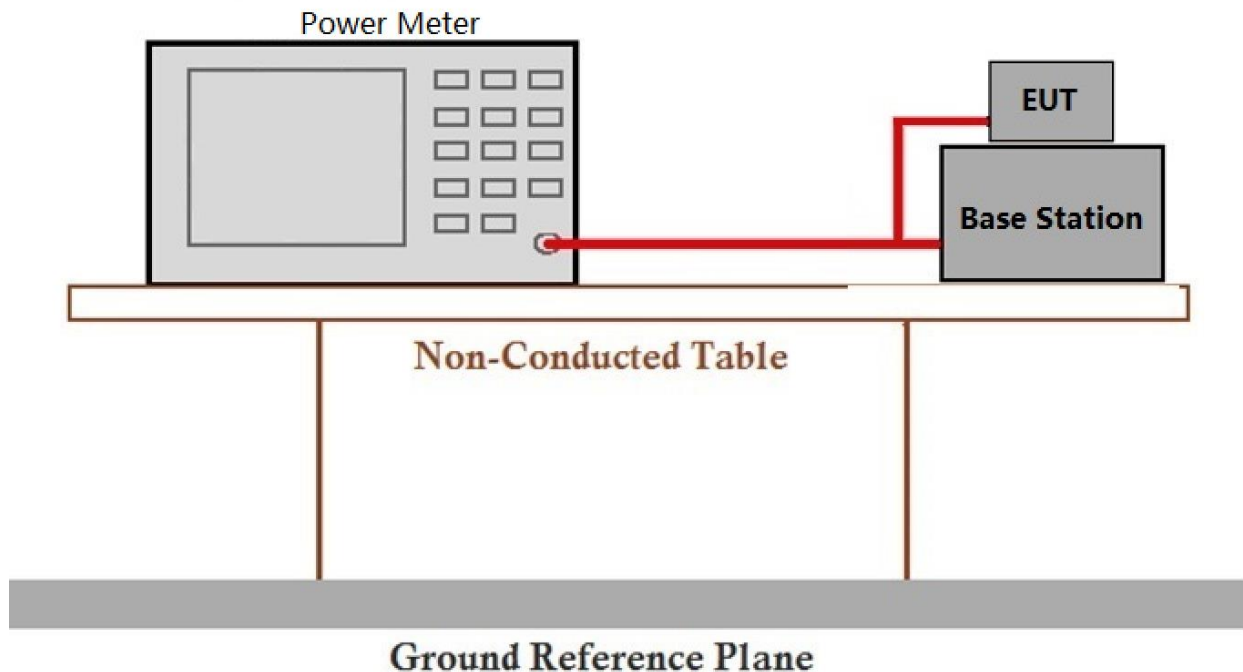 Power Meter
EUT
Base Station
Non-Conducted Table
Ground Reference Plane